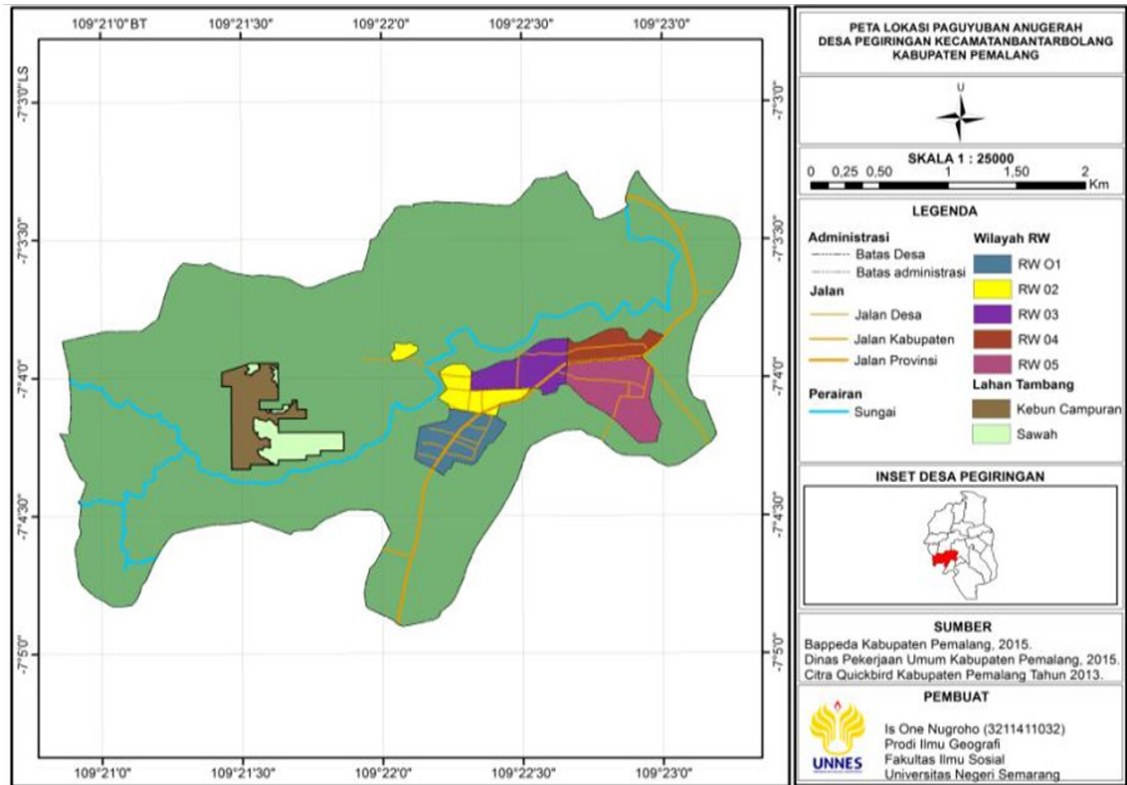 109°21'0"BT
109°21'30"
109°22'0"
109°22'30"
109°23'0"
-7°3'0"LS
-7°3'0"
-7°3'30"
-7°3'30"
-7°4'0"
-7°4'0"
-7°4'30"
-7°4'30"
-7°5'0"
-7°5'0"
109°21'0"
109°21'30"
109°22'0"
109°22'30"
109°23'0"
PETA LOKASI PAGUYUBAN ANUGERAH
DESA PEGIRINGAN KECAMATANBANTARBOLANG
KABUPATEN PEMALANG
U
SKALA 1 : 25000
0 0,25 0,50 1 1,50 2
Km
LEGENDA
Administrasi
Batas Desa
Batas administrasi
Jalan
Jalan Desa
Jalan Kabupaten
Jalan Provinsi
Perairan
Sungai
Wilayah RW
RW O1
RW 02
RW 03
RW 04
RW 05
Lahan Tambang
Kebun Campuran
Sawah
INSET DESA PEGIRINGAN
SUMBER
Bappeda Kabupaten Pemalang, 2015.
Dinas Pekerjaan Umum Kabupaten Pemalang, 2015.
Citra Quickbird Kabupaten Pemalang Tahun 2013.
PEMBUAT
UNNES
Is One Nugroho (3211411032)
Prodi Ilmu Geografi
Fakultas Ilmu Sosial
Universitas Negeri Semarang